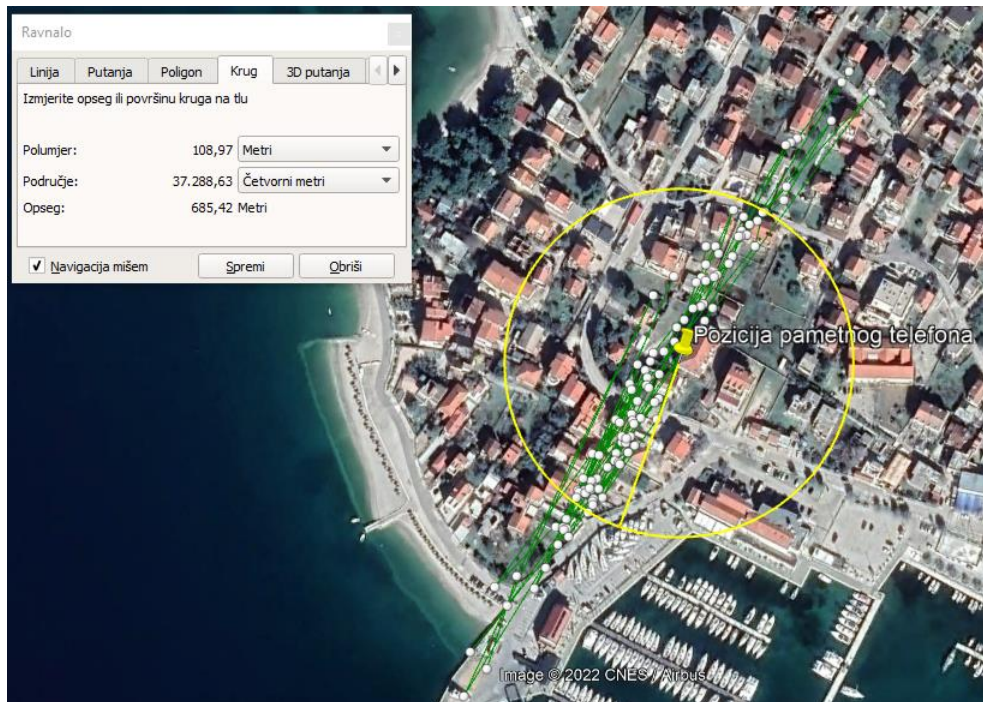 Ravnalo
Linija Putanja Poligon Krug 3D putanja
Izmjerite opseg ili površinu kruga na tlu
Polumjer: 108,97 Metri
Područje: 37.288,63 Četvorni metri
Opseg: 685,42 Metri
Navigacija mišem Spremi Obriši
Pozicija pametnog telefona
Image © 2022 CNES / Airbus